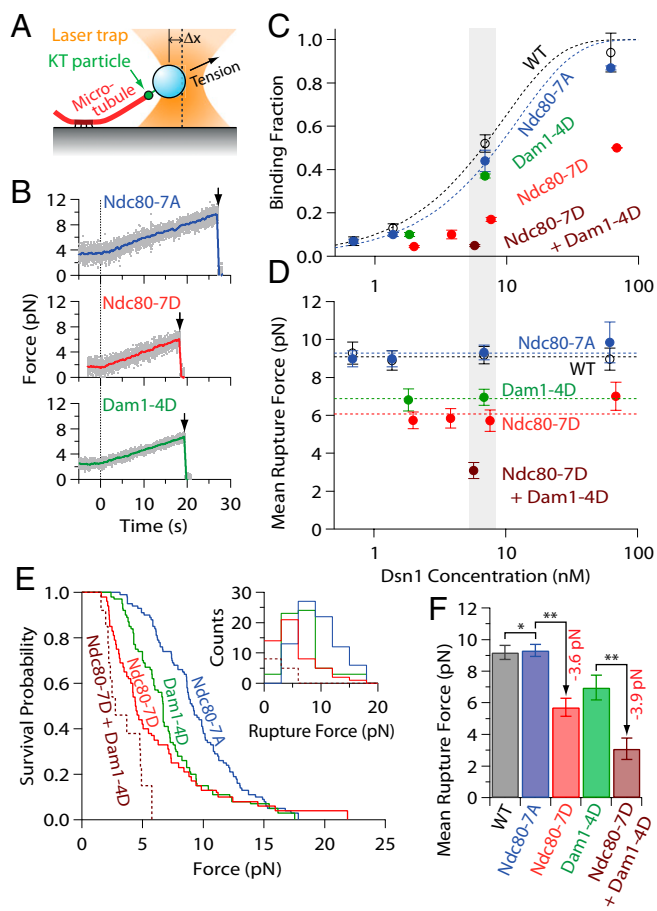 A
Laser trap
Δx
KT particle
Tension
Micro-
tubule
B
Ndc80-7A
12
8
4
0
Ndc80-7D
12
8
4
0
Dam1-4D
12
8
4
0
Force (pN)
0
10
20
30
Time (s)
C
1.0
0.8
0.6
0.4
0.2
0.0
Binding Fraction
WT
Ndc80-7A
Dam1-4D
Ndc80-7D
Ndc80-7D
+ Dam1-4D
1
10
100
D
12
10
8
6
4
2
0
Mean Rupture Force (pN)
Ndc80-7A
WT
Dam1-4D
Ndc80-7D
Ndc80-7D
+ Dam1-4D
1
10
100
Dsn1 Concentration (nM)
E
1.0
0.8
0.6
0.4
0.2
0.0
Survival Probability
Ndc80-7D + Dam1-4D
Ndc80-7D
Dam1-4D
Ndc80-7A
0
5
10
15
20
25
Force (pN)
30
20
10
0
Counts
0
10
20
Rupture Force (pN)
F
12
10
8
6
4
2
0
Mean Rupture Force (pN)
*
**
-3.6 pN
**
-3.9 pN
WT
Ndc80-7A
Ndc80-7D
Dam1-4D
Ndc80-7D
+ Dam1-4D